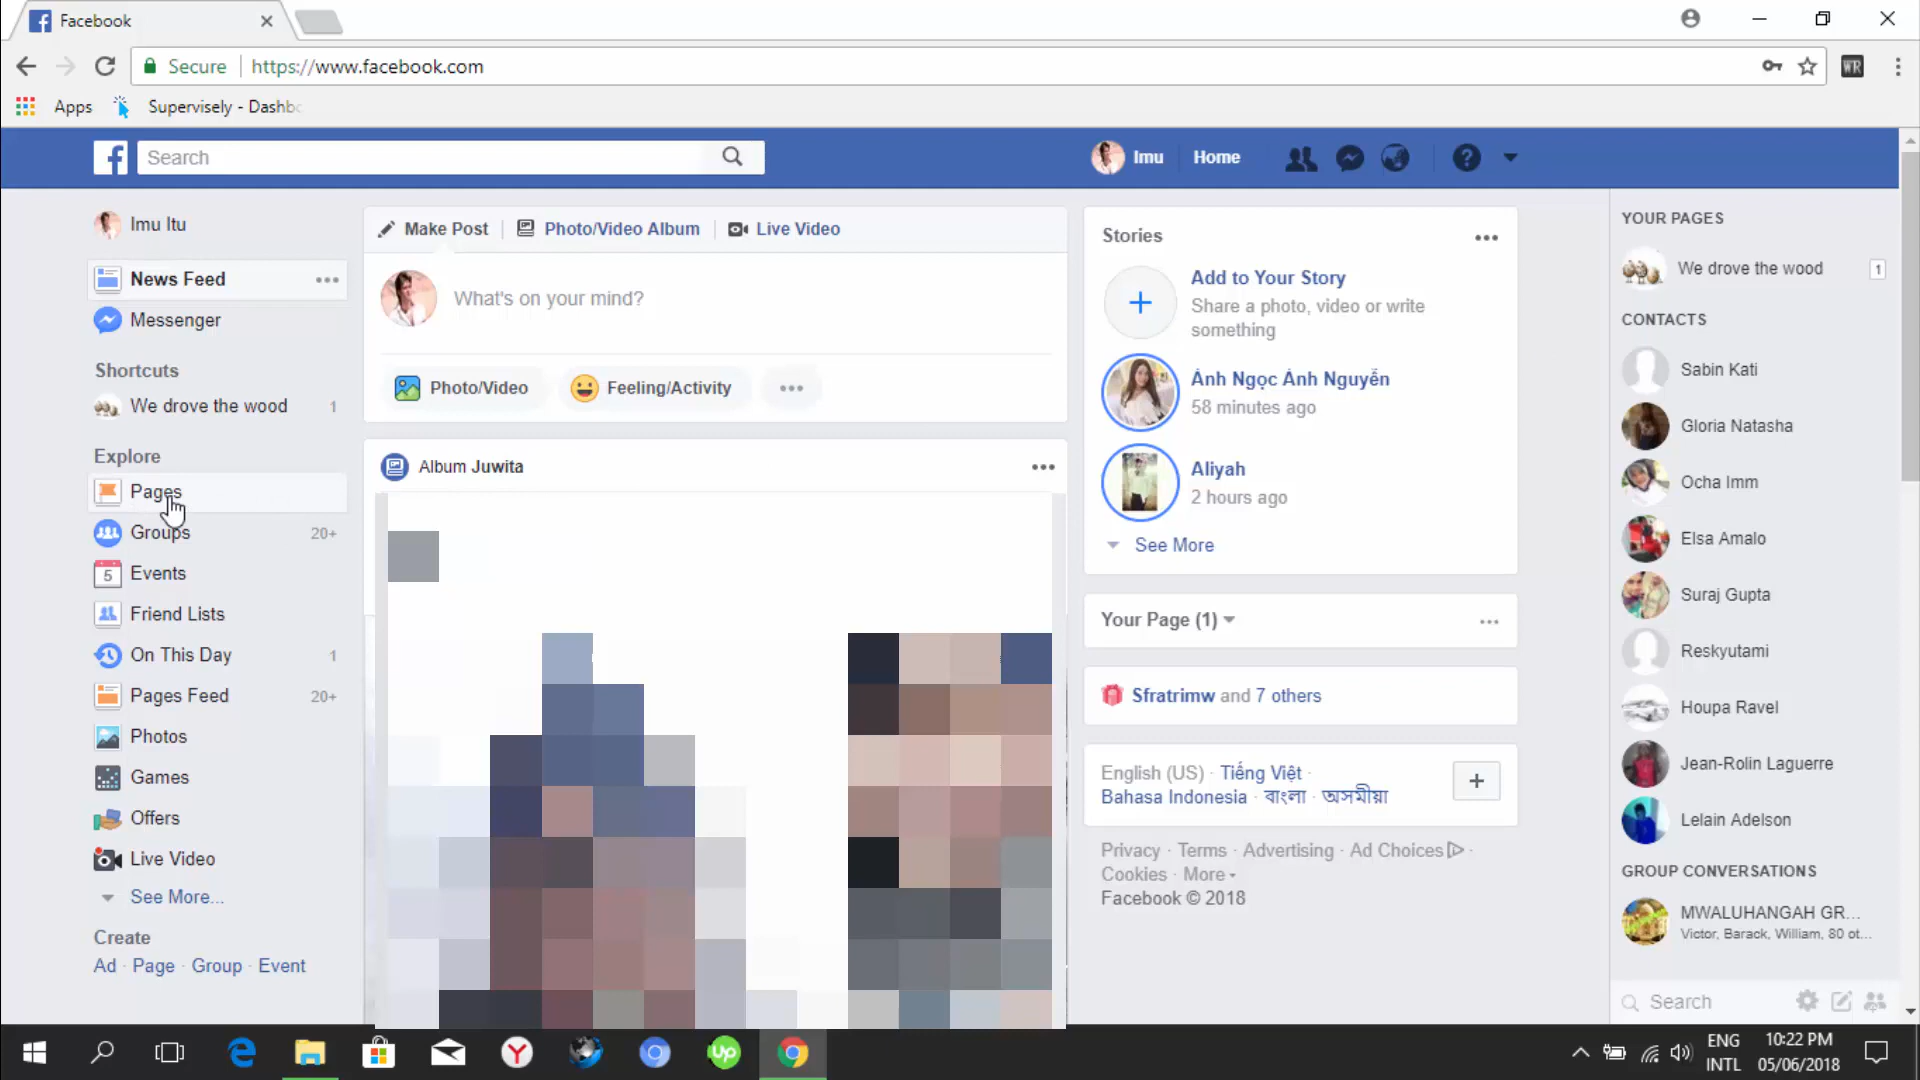 Facebook
Secure https://www.facebook.com
WR
Apps Supervisely - Dashbo
Search
Imu Home
Imu Itu
News Feed
Messenger
Shortcuts
We drove the wood 1
Explore
Pages
Groups 20+
5 Events
Friend Lists
On This Day 1
Pages Feed 20+
Photos
Games
Offers
Live Video
See More...
Create
Ad · Page · Group · Event
Make Post Photo/Video Album Live Video
What's on your mind?
Photo/Video Feeling/Activity
Album Juwita
Stories
Add to Your Story
Share a photo, video or write
something
Ánh Ngọc Ánh Nguyễn
58 minutes ago
Aliyah
2 hours ago
See More
Your Page (1)
Sfratrimw and 7 others
English (US) · Tiếng Việt ·
Bahasa Indonesia · বাংলা · অসমীয়া
Privacy · Terms · Advertising · Ad Choices ·
Cookies · More
Facebook © 2018
YOUR PAGES
We drove the wood 1
CONTACTS
Sabin Kati
Gloria Natasha
Ocha Imm
Elsa Amalo
Suraj Gupta
Reskyutami
Houpa Ravel
Jean-Rolin Laguerre
Lelain Adelson
GROUP CONVERSATIONS
MWALUHANGAH GR...
Victor, Barack, William, 80 ot...
Search
Up
ENG
INTL
10:22 PM
05/06/2018